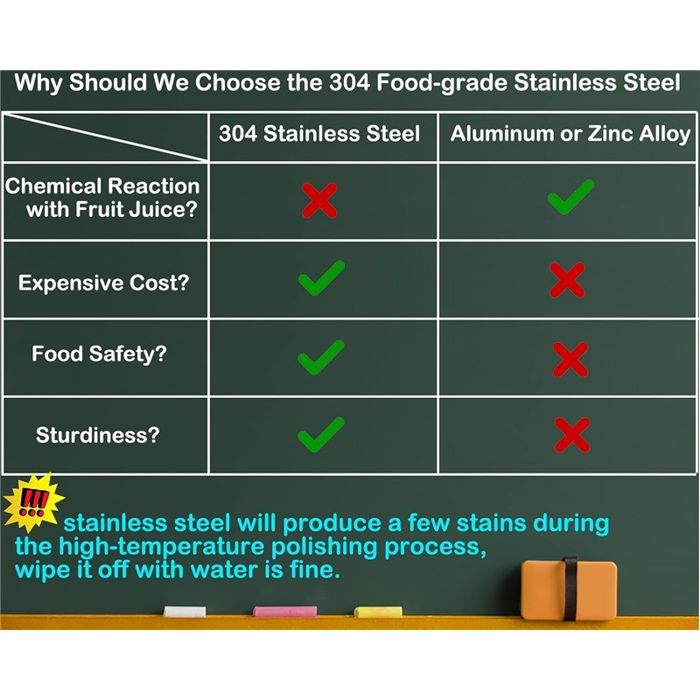 Why Should We Choose the 304 Food-grade Stainless Steel
304 Stainless Steel
Aluminum or Zinc Alloy
Chemical Reaction
with Fruit Juice?
Expensive Cost?
Food Safety?
Sturdiness?
!!!
stainless steel will produce a few stains during
the high-temperature polishing process,
wipe it off with water is fine.